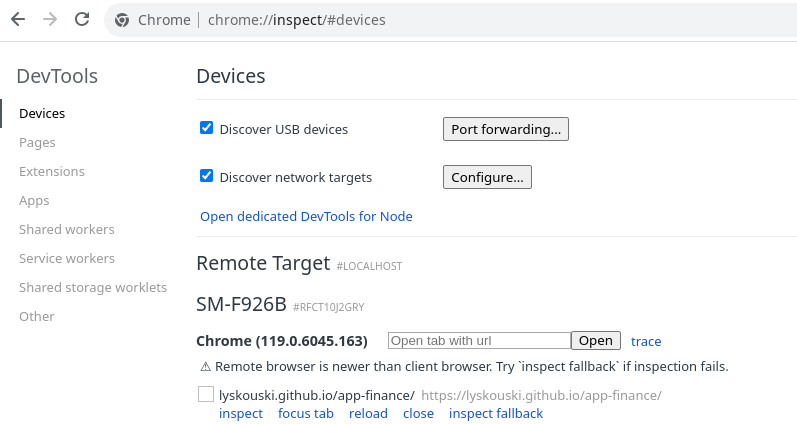 Chrome | chrome://inspect/#devices
DevTools
Devices
Pages
Extensions
Apps
Shared workers
Service workers
Shared storage worklets
Other
Devices
Discover USB devices Port forwarding...
Discover network targets Configure...
Open dedicated DevTools for Node
Remote Target #LOCALHOST
SM-F926B #RFCT10J2GRY
Chrome (119.0.6045.163) Open tab with url Open trace
⚠ Remote browser is newer than client browser. Try `inspect fallback` if inspection fails.
lyskouski.github.io/app-finance/ https://lyskouski.github.io/app-finance/
inspect focus tab reload close inspect fallback